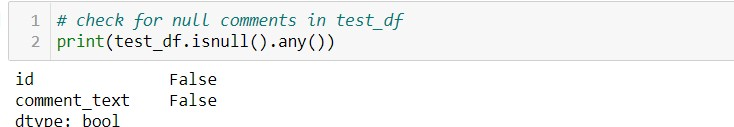 1 # check for null comments in test_df
2 print(test_df.isnull().any())
id False
comment_text False
dtype: bool